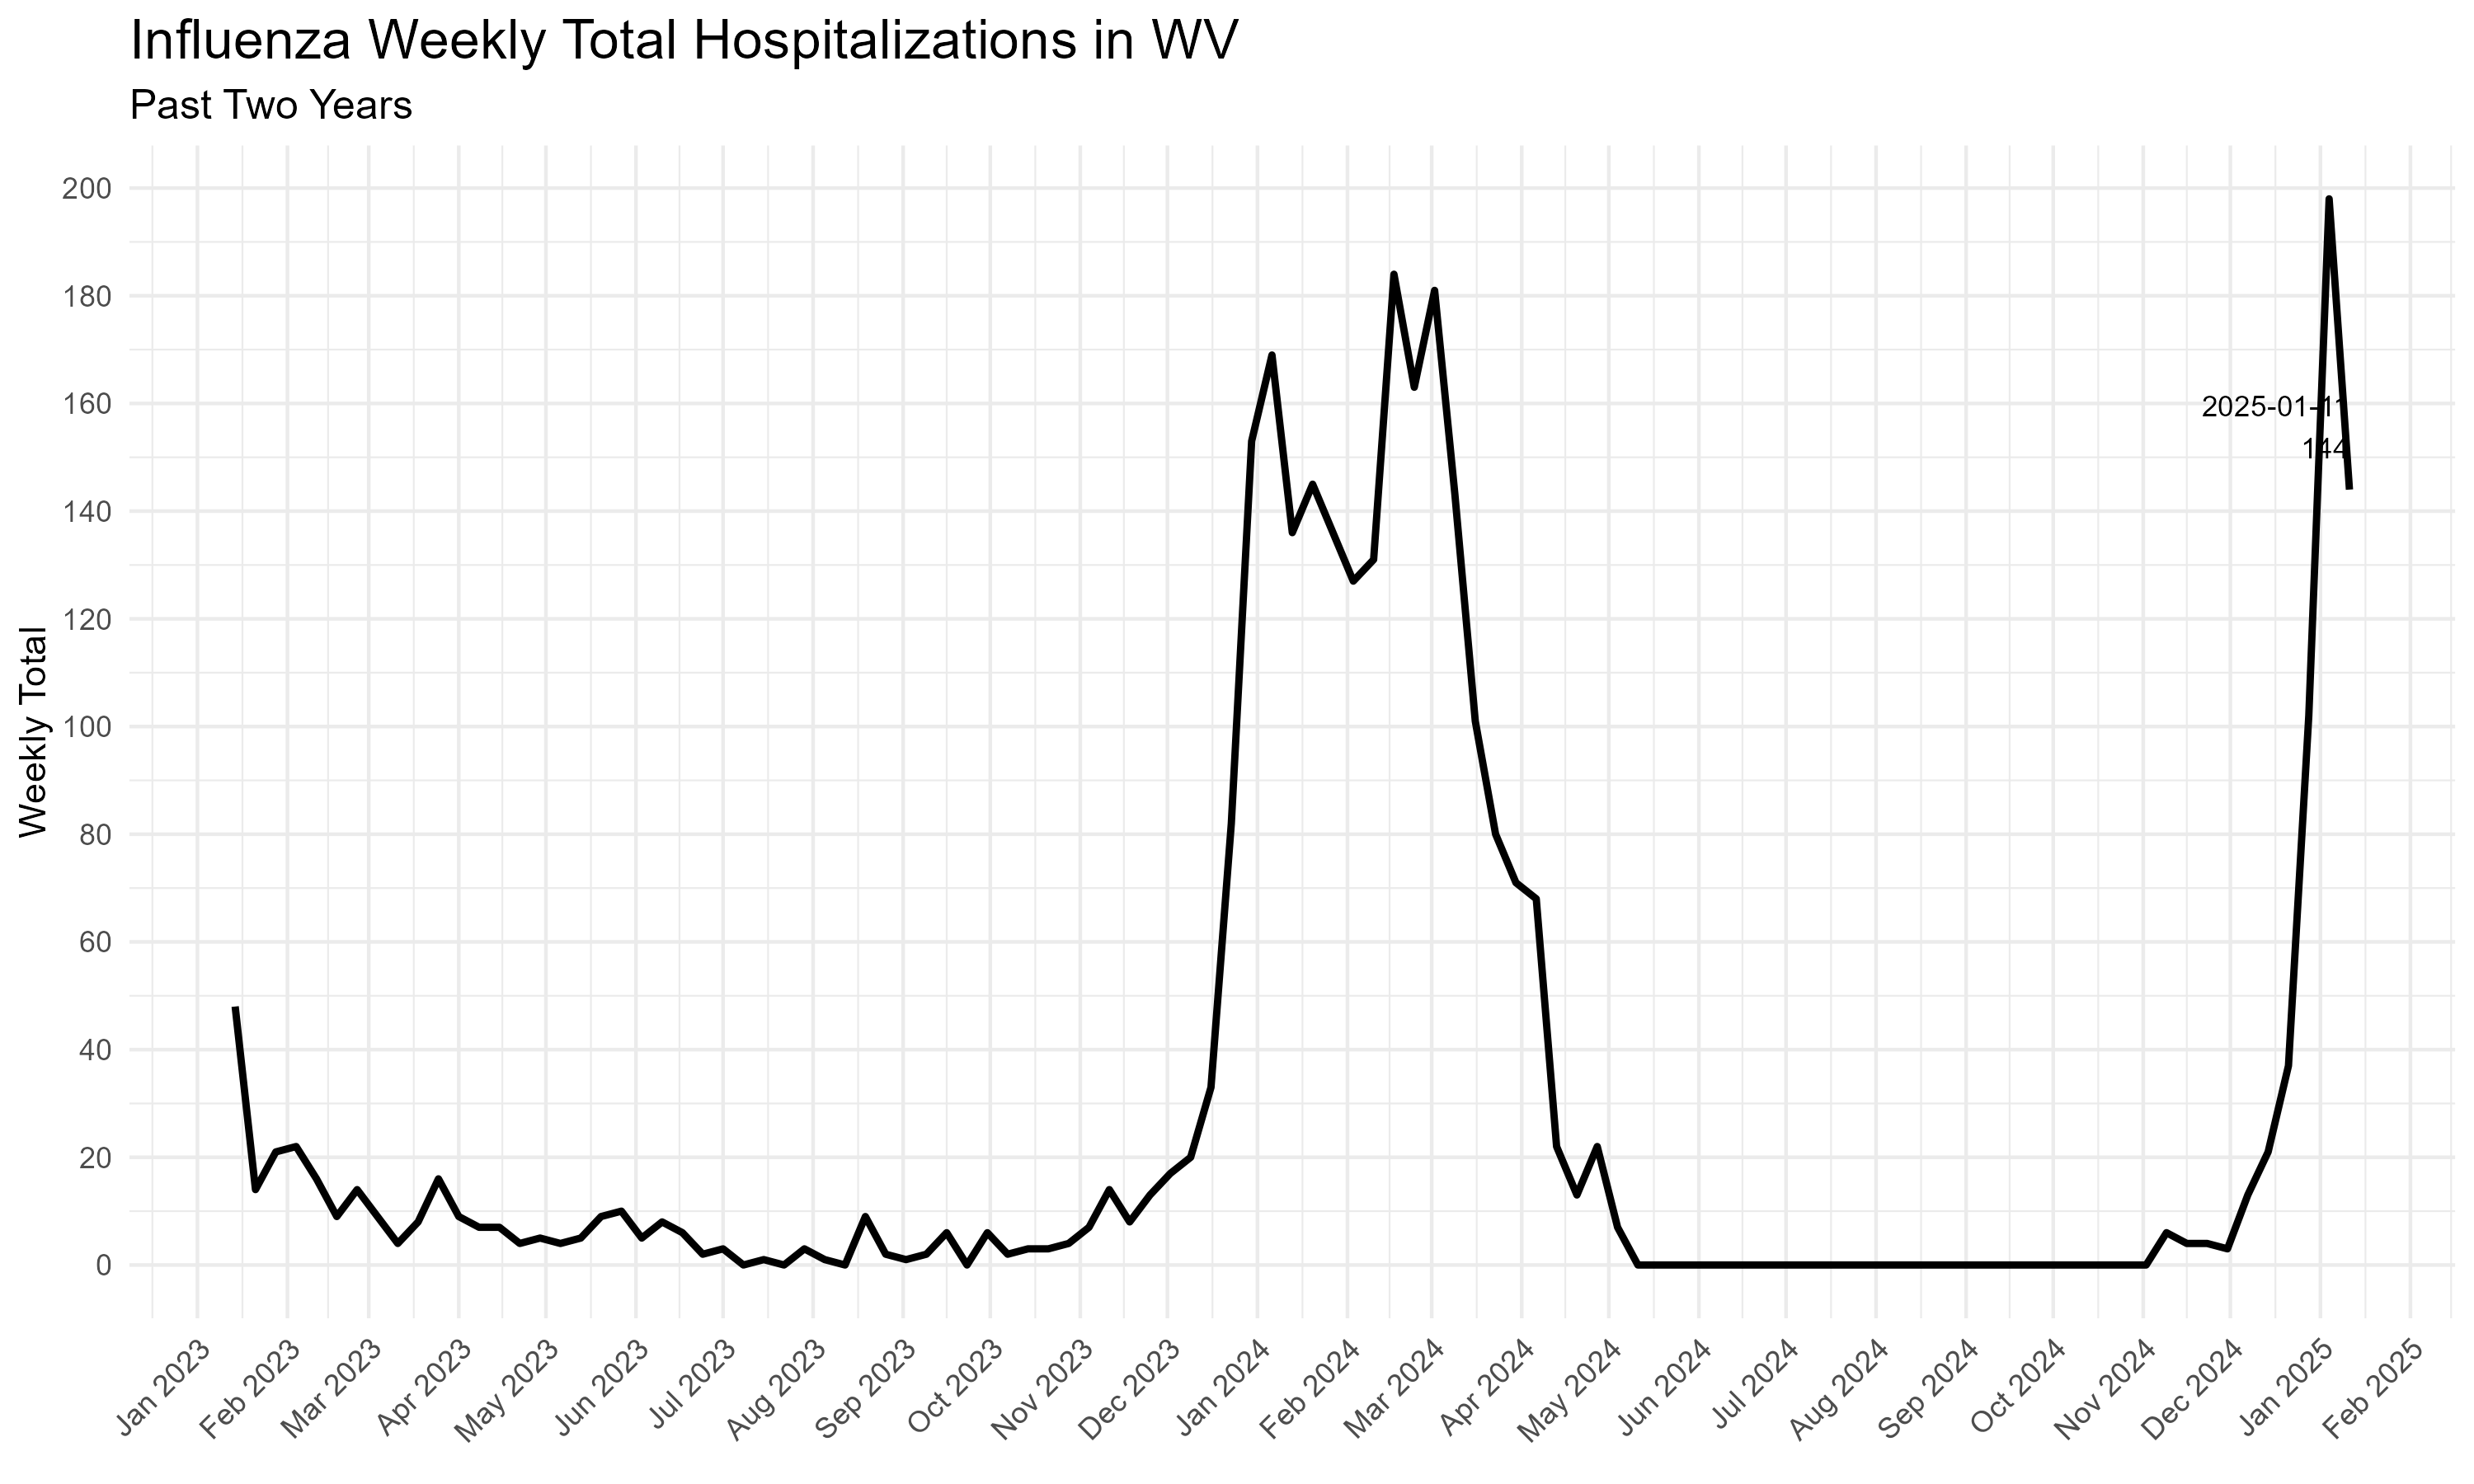 Influenza Weekly Total Hospitalizations in WV
Past Two Years
Weekly Total
200
180
160
140
120
100
80
60
40
20
0
2025-01-11
144
Jan 2023
Feb 2023
Mar 2023
Apr 2023
May 2023
Jun 2023
Jul 2023
Aug 2023
Sep 2023
Oct 2023
Nov 2023
Dec 2023
Jan 2024
Feb 2024
Mar 2024
Apr 2024
May 2024
Jun 2024
Jul 2024
Aug 2024
Sep 2024
Oct 2024
Nov 2024
Dec 2024
Jan 2025
Feb 2025